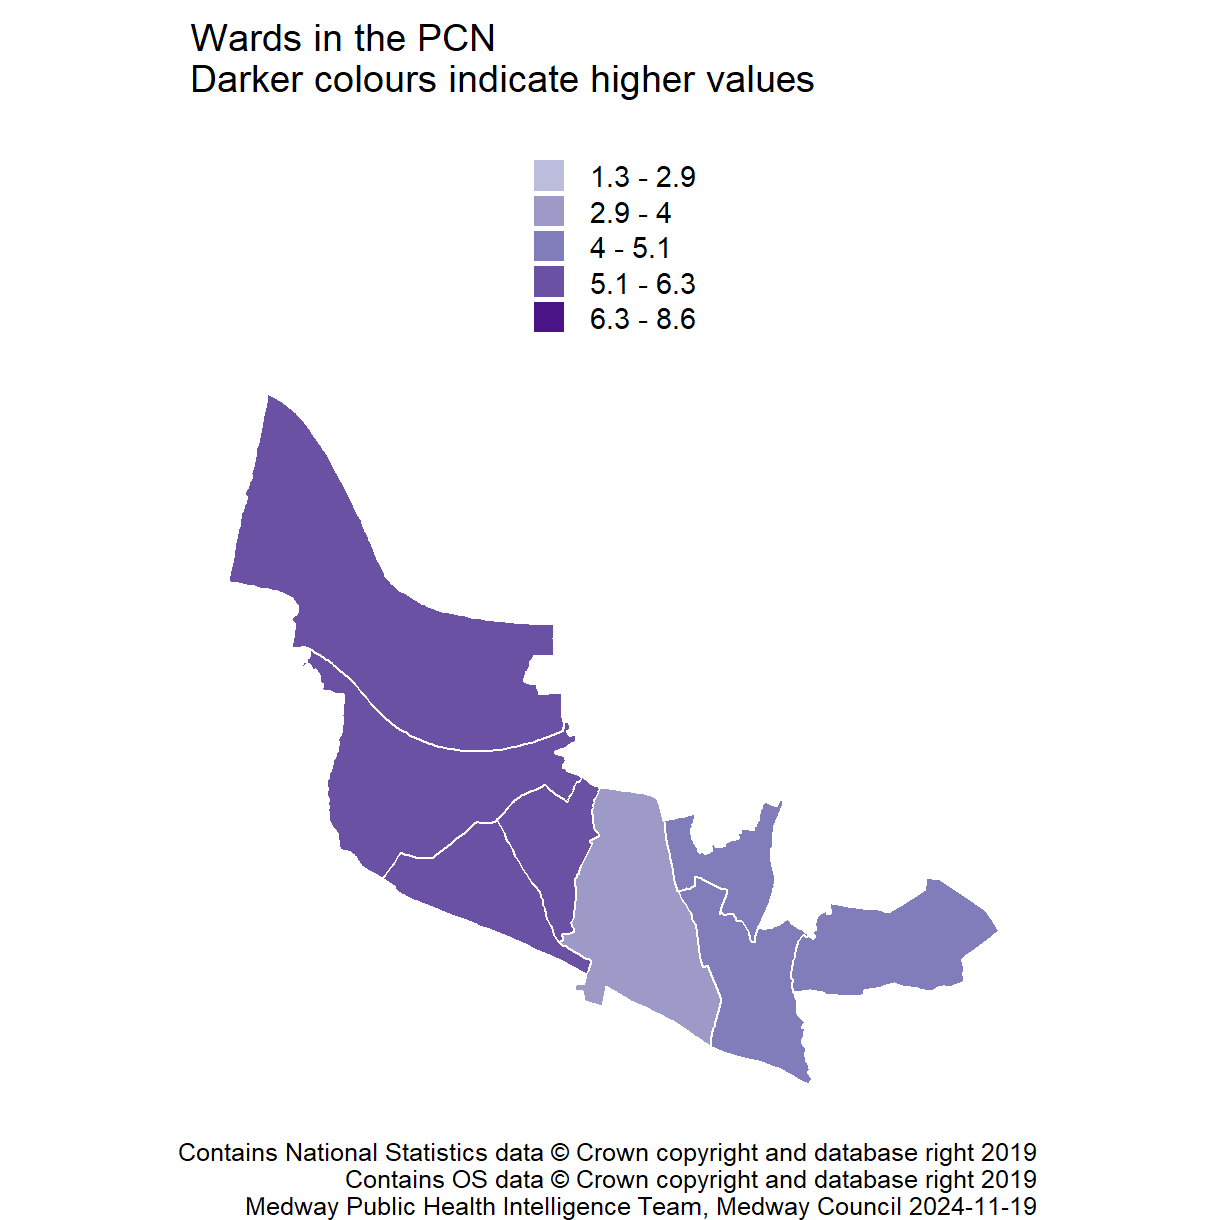 Wards in the PCN
Darker colours indicate higher values
1.3 - 2.9
2.9 - 4
4 - 5.1
5.1 - 6.3
6.3 - 8.6
Contains National Statistics data © Crown copyright and database right 2019
Contains OS data © Crown copyright and database right 2019
Medway Public Health Intelligence Team, Medway Council 2024-11-19